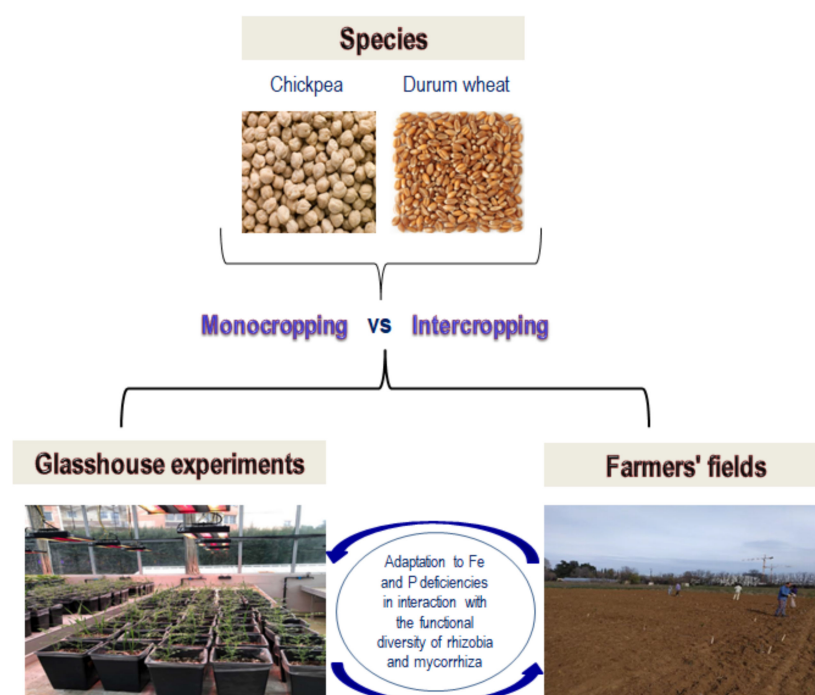 Species
Chickpea Durum wheat
Monocropping vs Intercropping
Glasshouse experiments Farmers' fields
Adaptation to Fe
and P deficiencies
in interaction with
the functional
diversity of rhizobia
and mycorrhiza